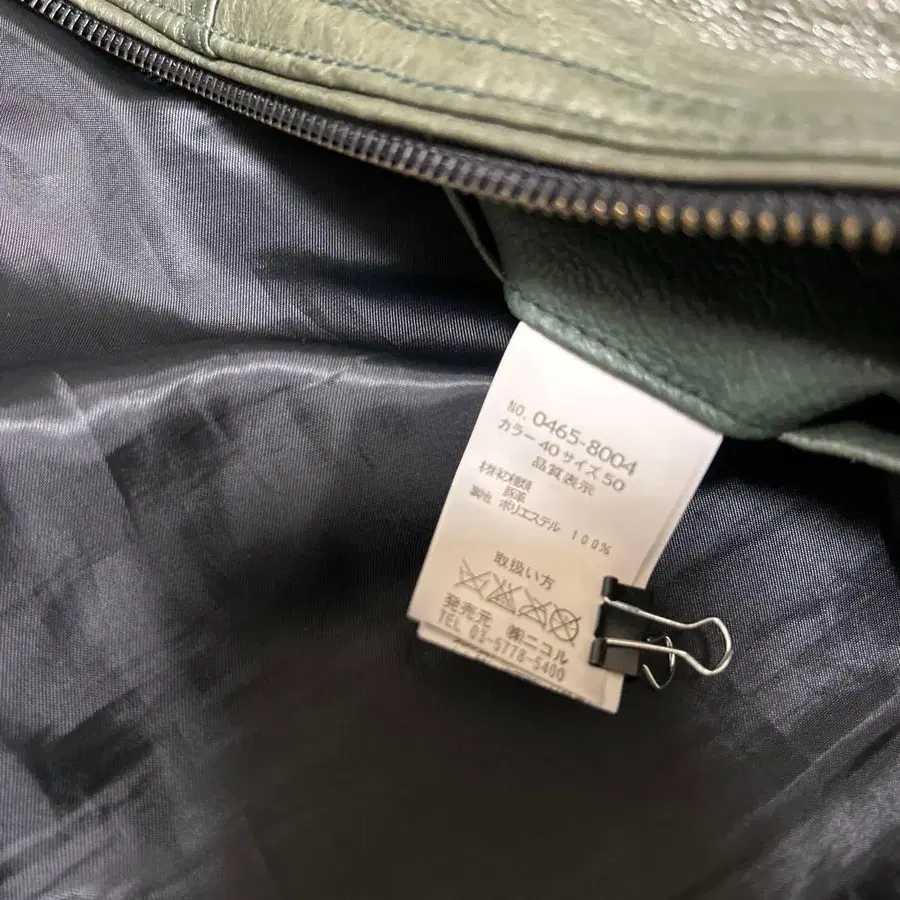 NO. 0465-8004
カラー 40 サイズ 50
品質表示
材料の種類
豚革
裏地 ポリエステル 100%
取扱い方
発売元 ㈱ニコル
TEL 03-5778-5400